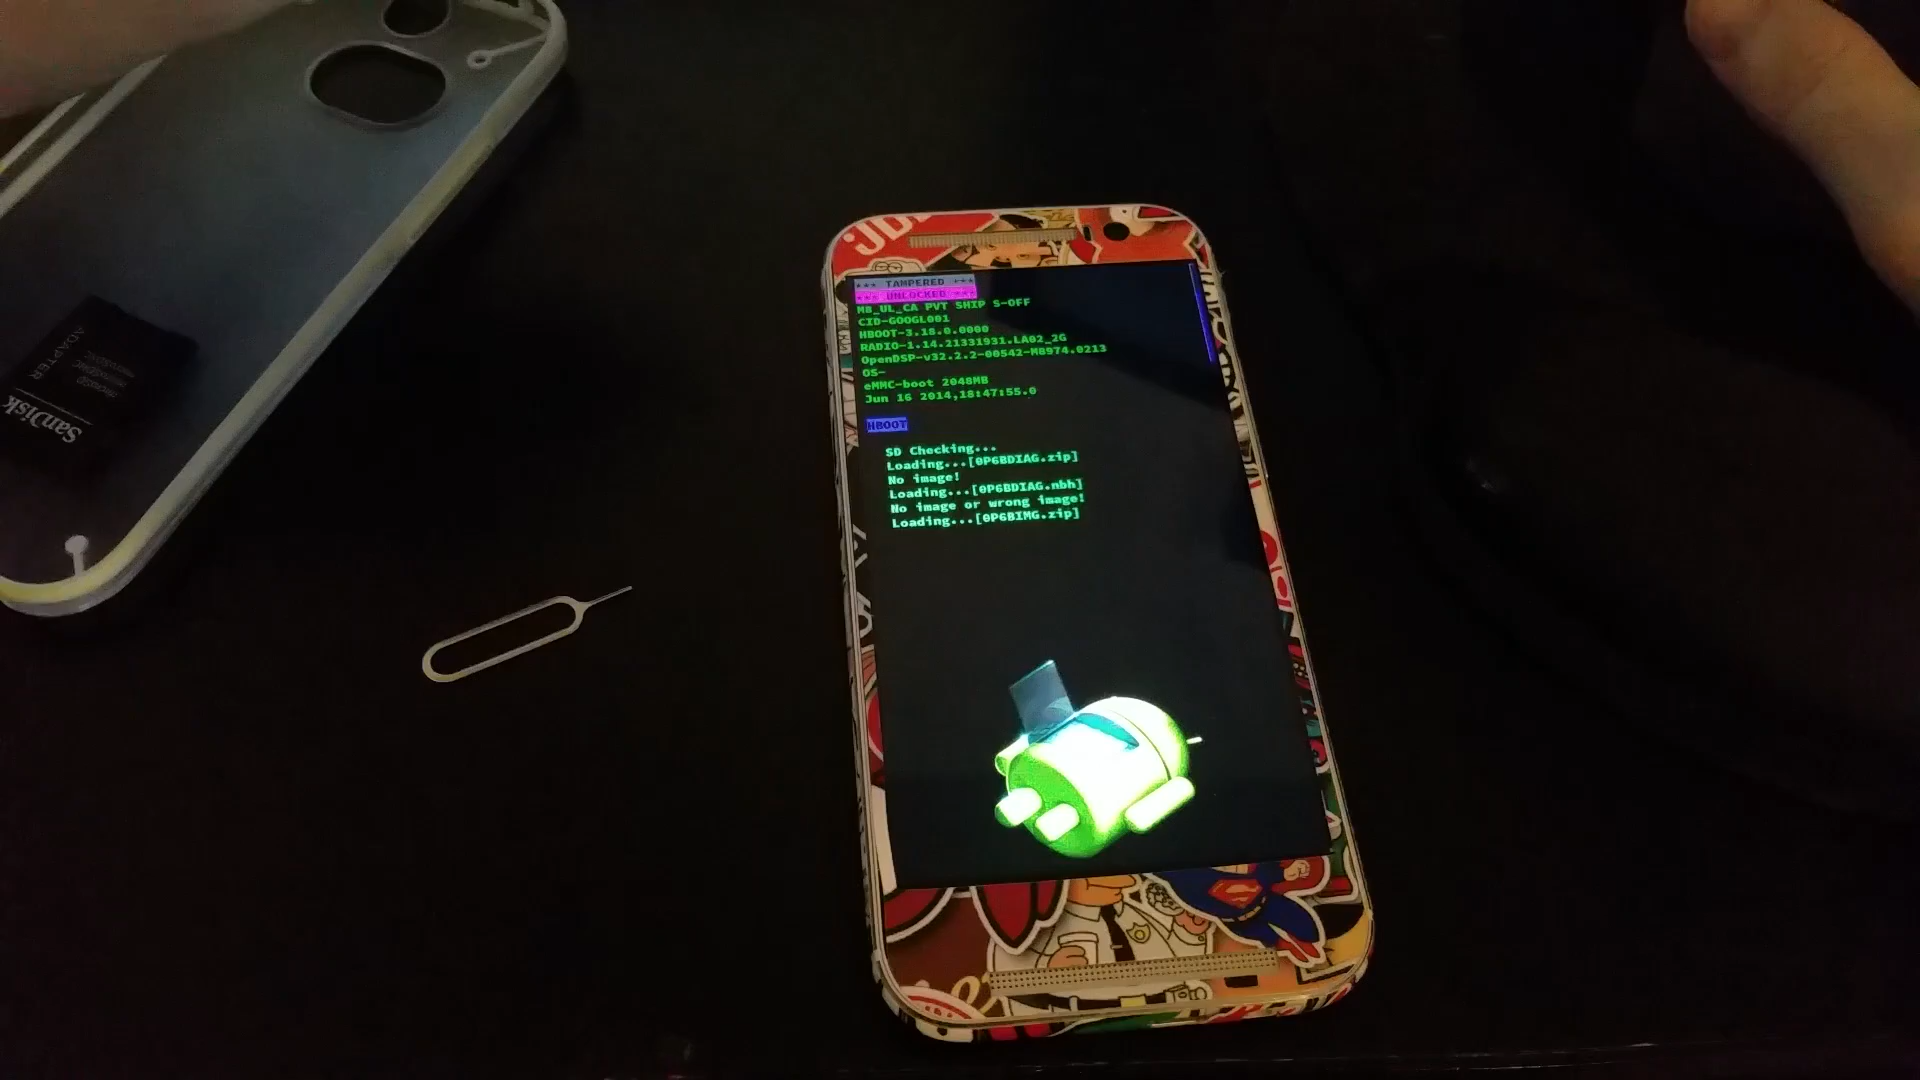 *** TAMPERED ***
*** UNLOCKED ***
M8_UL_CA PVT SHIP S-OFF
CID-GOOGL001
HBOOT-3.18.0.0000
RADIO-1.14.21331931.LA02_2G
OpenDSP-v32.2.2-00542-M8974.0213
OS-
eMMC-boot 2048MB
Jun 16 2014,18:47:55.0
HBOOT
SD Checking...
Loading...[0P6BDIAG.zip]
No image!
Loading...[0P6BDIAG.nbh]
No image or wrong image!
Loading...[0P6BIMG.zip]
SanDisk
ADAPTER
microSD
microSDHC
microSDXC